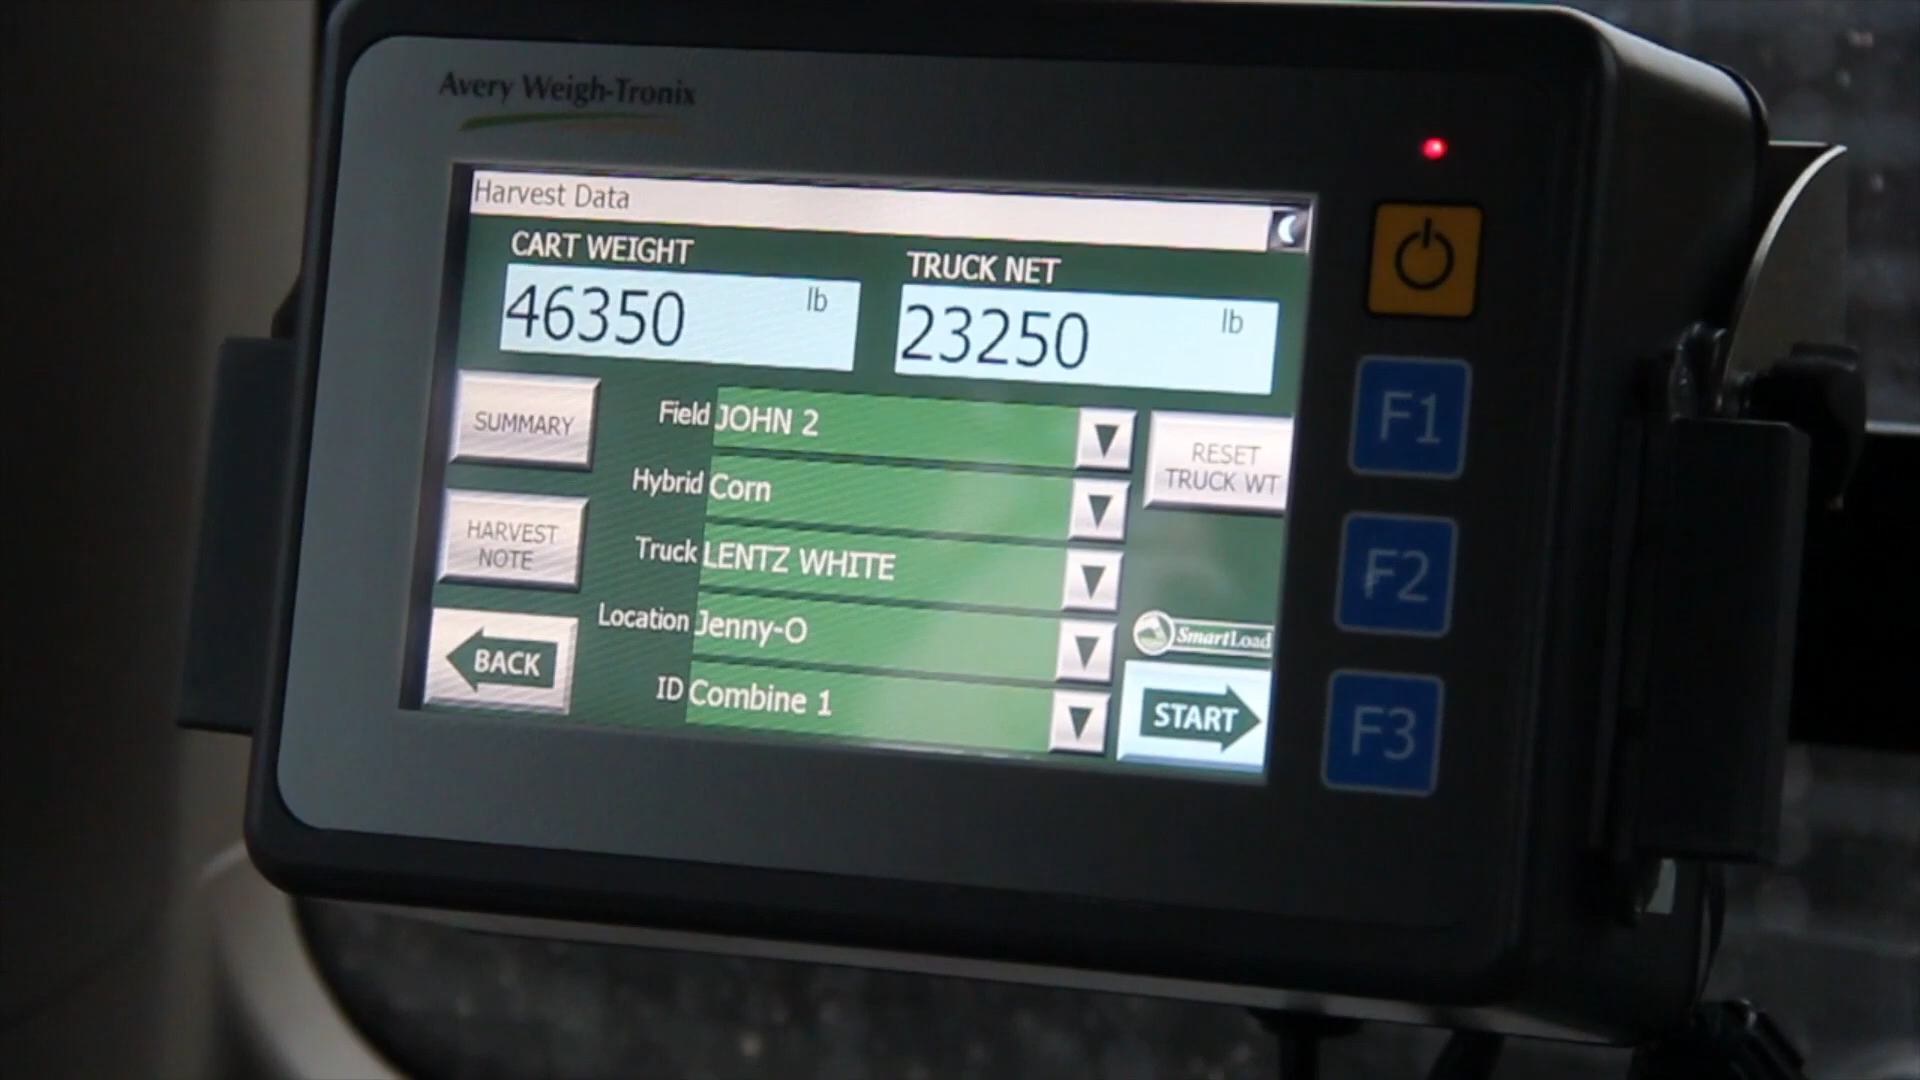 Avery Weigh-Tronix
Harvest Data
CART WEIGHT
TRUCK NET
46350 lb
23250 lb
SUMMARY
Field JOHN 2
RESET
TRUCK WT
F1
Hybrid Corn
HARVEST
NOTE
Truck LENTZ WHITE
F2
Location Jenny-O
SmartLoad
BACK
ID Combine 1
START
F3